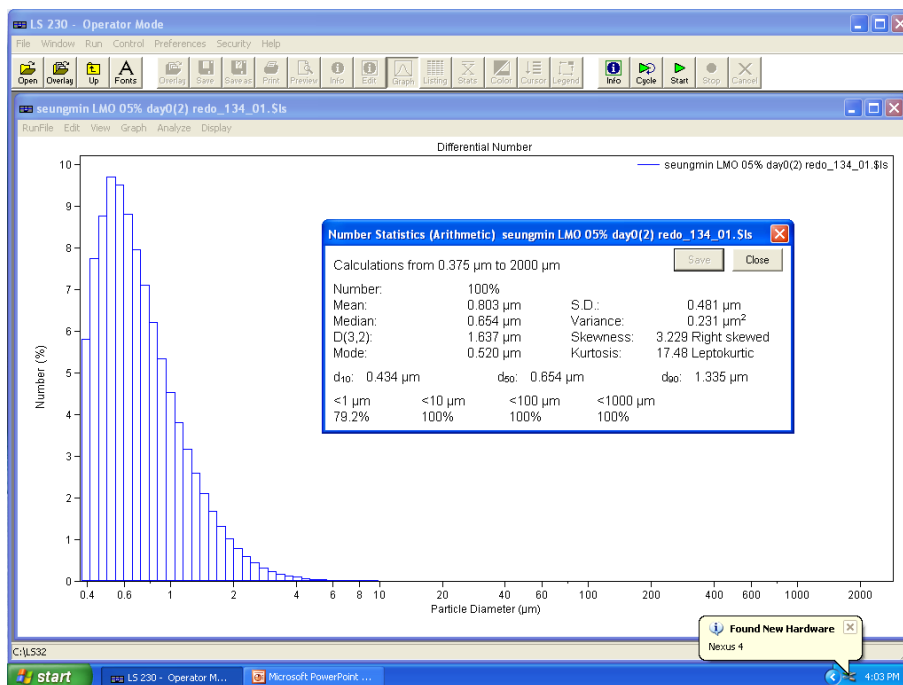 LS 230 - Operator Mode
File Window Run Control Preferences Security Help
Open Overlay Up Fonts Overlay Save Save as Print Preview Info Edit Graph Listing Stats Color Cursor Legend Info Cycle Start Stop Cancel
seungmin LMO 05% day0(2) redo_134_01.$ls
RunFile Edit View Graph Analyze Display
Differential Number
seungmin LMO 05% day0(2) redo_134_01.$ls
10
9
8
7
6
5
4
3
2
1
0
Number (%)
Number Statistics (Arithmetic) seungmin LMO 05% day0(2) redo_134_01.$ls
Calculations from 0.375 µm to 2000 µm
Save Close
Number: 100%
Mean: 0.803 µm S.D.: 0.481 µm
Median: 0.654 µm Variance: 0.231 µm²
D(3,2): 1.637 µm Skewness: 3.229 Right skewed
Mode: 0.520 µm Kurtosis: 17.48 Leptokurtic
d₁₀: 0.434 µm d₅₀: 0.654 µm d₉₀: 1.335 µm
<1 µm <10 µm <100 µm <1000 µm
79.2% 100% 100% 100%
0.4 0.6 1 2 4 6 8 10 20 40 60 100 200 400 600 1000 2000
Particle Diameter (µm)
Found New Hardware
Nexus 4
C:\LS32
start LS 230 - Operator M... Microsoft PowerPoint ... 4:03 PM